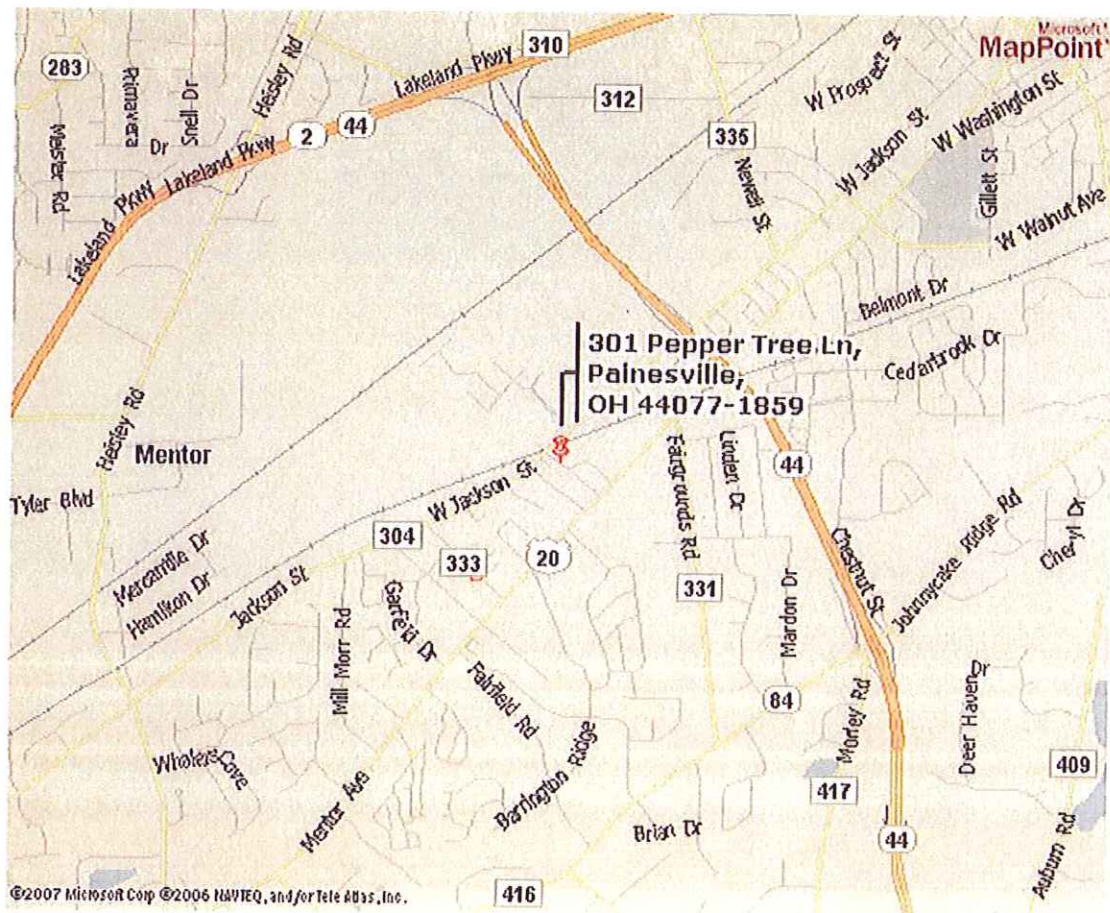 Microsoft
MapPoint
310
Lakeland Pkwy
283
Primavera
Dr
Snell Dr
Heisley Rd
Meister Rd
2
44
Lakeland Pkwy
Lakeland Pkwy
312
335
Newell St
W Prospect St
W Jackson St
W Washington St
Gillett St
W Walnut Ave
Belmont Dr
Cedarbrook Dr
301 Pepper Tree Ln,
Painesville,
OH 44077-1859
Heisley Rd
Mentor
Tyler Blvd
W Jackson St
Fairgrounds Rd
Linden Dr
44
304
333
20
331
Mercantile Dr
Hamilton Dr
Jackson St
Garfield Dr
Mill Morr Rd
Fairfield Rd
Mardon Dr
Chestnut St
Johnnycake Ridge Rd
Cheryl Dr
84
Morley Rd
Deer Haven Dr
Whalers Cove
Mentor Ave
Barrington Ridge
417
409
Brian Dr
44
Auburn Rd
416
©2007 Microsoft Corp ©2006 NAVTEQ, and/or Tele Atlas, Inc.